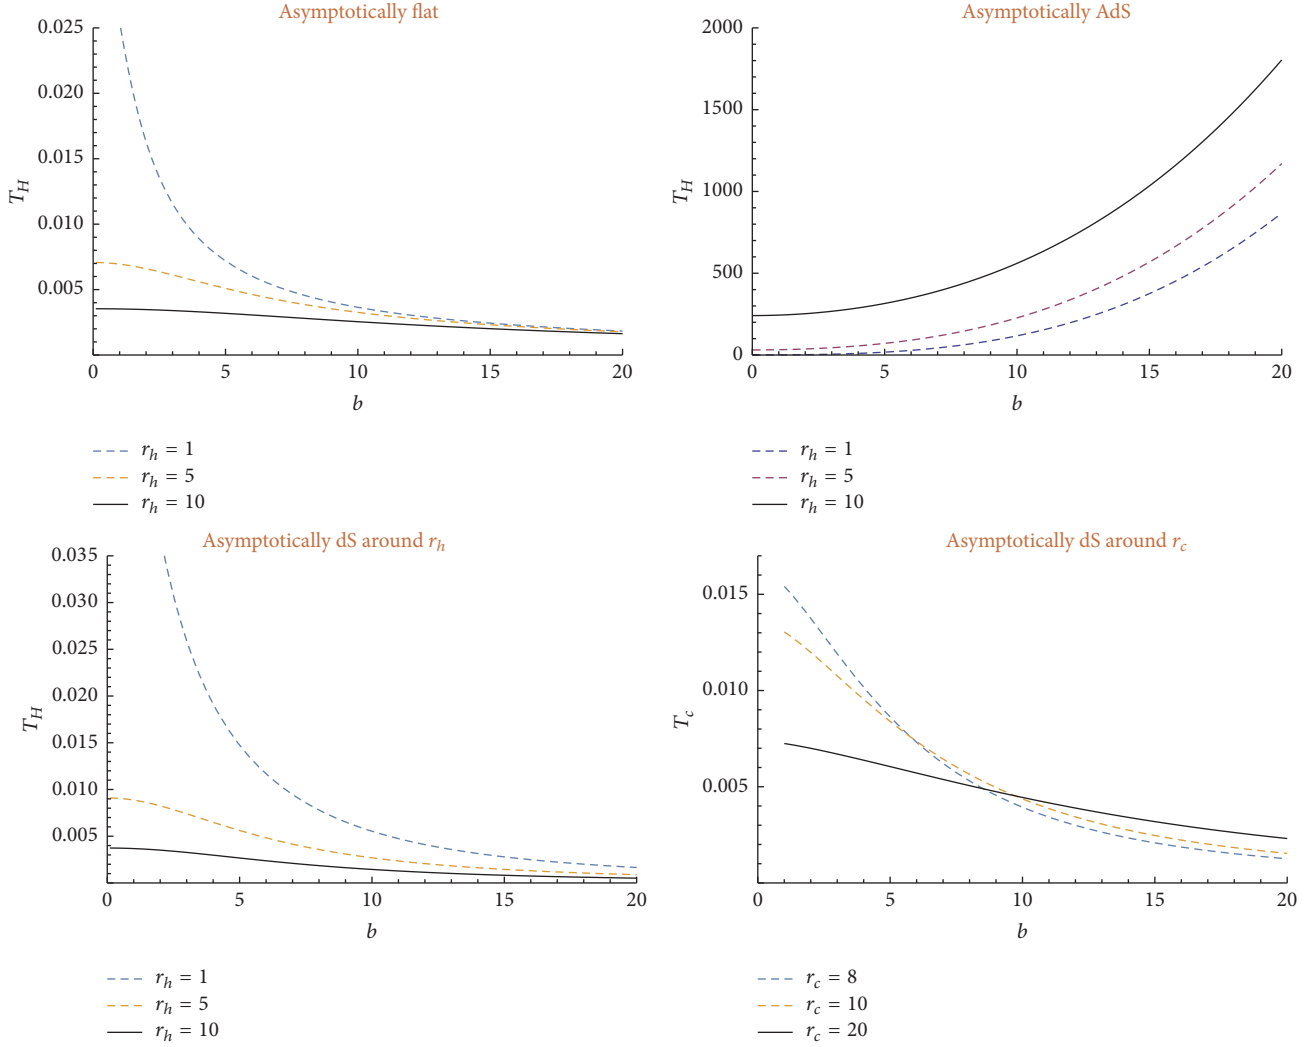 Asymptotically flat
0.025
0.020
0.015
0.010
0.005
T_H
0 5 10 15 20
b
r_h = 1
r_h = 5
r_h = 10
Asymptotically AdS
2000
1500
1000
500
0
T_H
0 5 10 15 20
b
r_h = 1
r_h = 5
r_h = 10
Asymptotically dS around r_h
0.035
0.030
0.025
0.020
0.015
0.010
0.005
T_H
0 5 10 15 20
b
r_h = 1
r_h = 5
r_h = 10
Asymptotically dS around r_c
0.015
0.010
0.005
T_c
0 5 10 15 20
b
r_c = 8
r_c = 10
r_c = 20